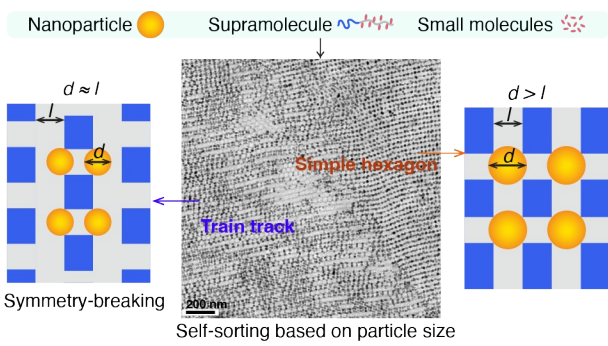 Nanoparticle Supramolecule Small molecules
d ≈ l
l
d
Symmetry-breaking
Simple hexagon
Train track
200 nm
Self-sorting based on particle size
d > l
l
d